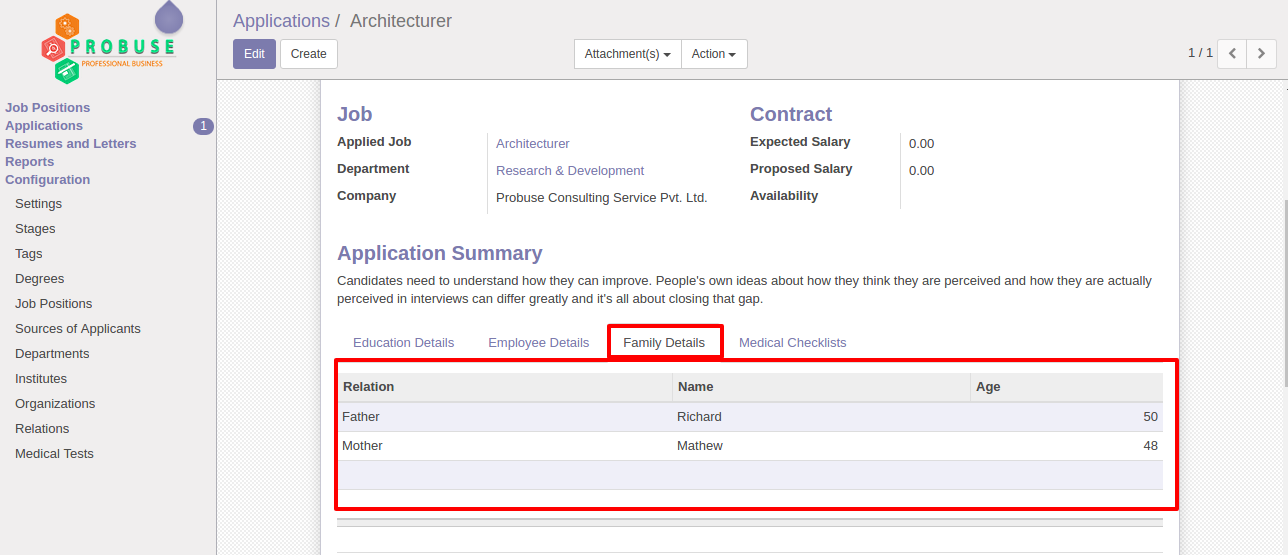 PROBUSE
PROFESSIONAL BUSINESS
Job Positions
Applications 1
Resumes and Letters
Reports
Configuration
Settings
Stages
Tags
Degrees
Job Positions
Sources of Applicants
Departments
Institutes
Organizations
Relations
Medical Tests
Applications / Architecturer
Edit Create Attachment(s) Action 1 / 1
Job
Applied Job Architecturer
Department Research & Development
Company Probuse Consulting Service Pvt. Ltd.
Contract
Expected Salary 0.00
Proposed Salary 0.00
Availability
Application Summary
Candidates need to understand how they can improve. People's own ideas about how they think they are perceived and how they are actually
perceived in interviews can differ greatly and it's all about closing that gap.
Education Details Employee Details Family Details Medical Checklists
Relation Name Age
Father Richard 50
Mother Mathew 48